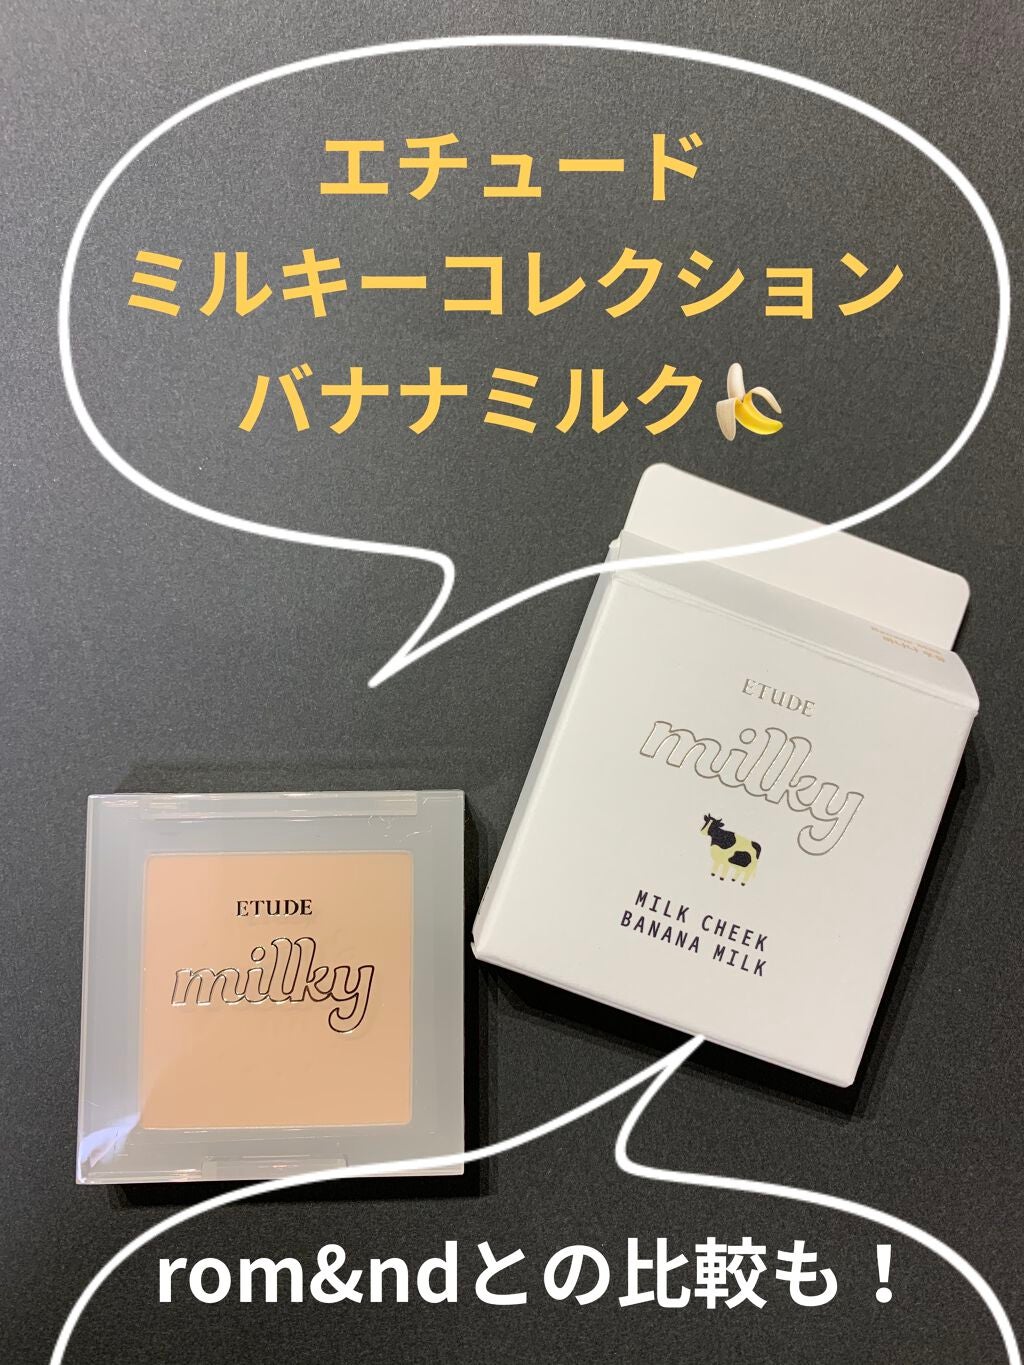 エチュード
ミルキーコレクション
バナナミルク🍌
ETUDE
milky
MILK CHEEK
BANANA MILK
ETUDE
milky
rom&ndとの比較も！